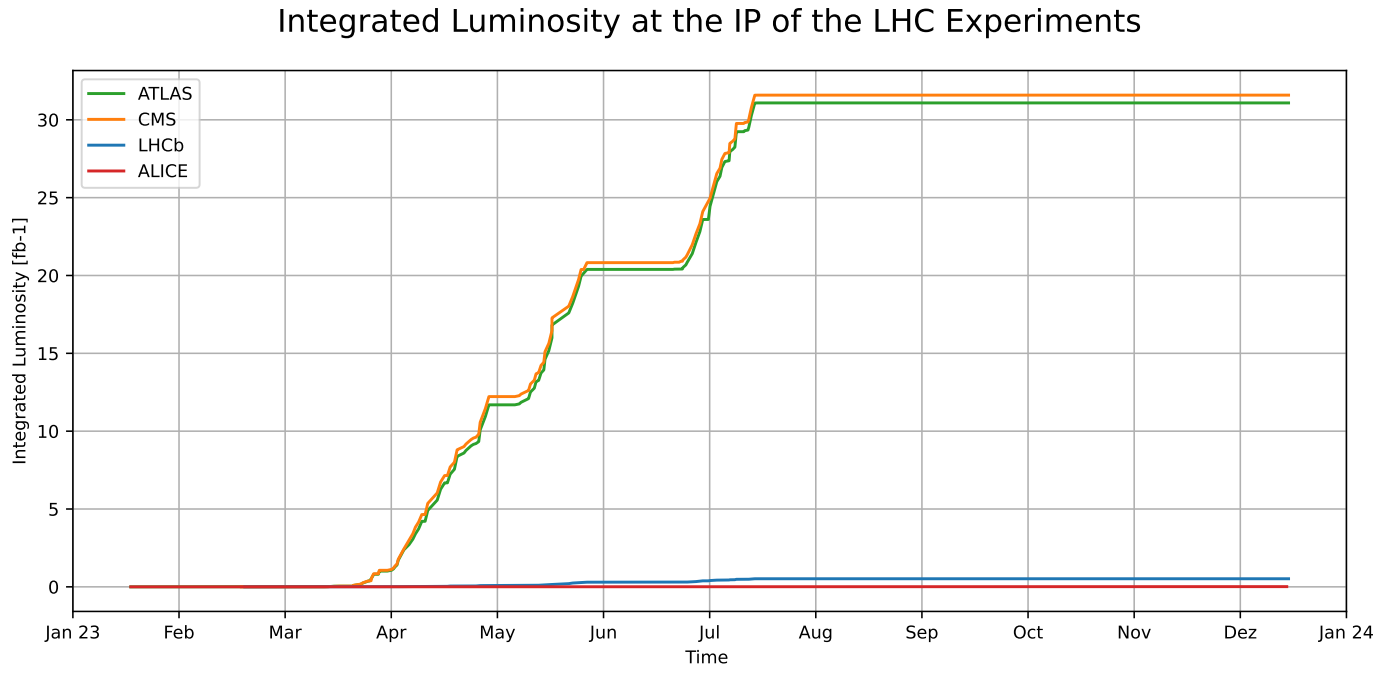 Integrated Luminosity at the IP of the LHC Experiments
ATLAS
CMS
LHCb
ALICE
Integrated Luminosity [fb-1]
30
25
20
15
10
5
0
Jan 23 Feb Mar Apr May Jun Jul Aug Sep Oct Nov Dez Jan 24
Time